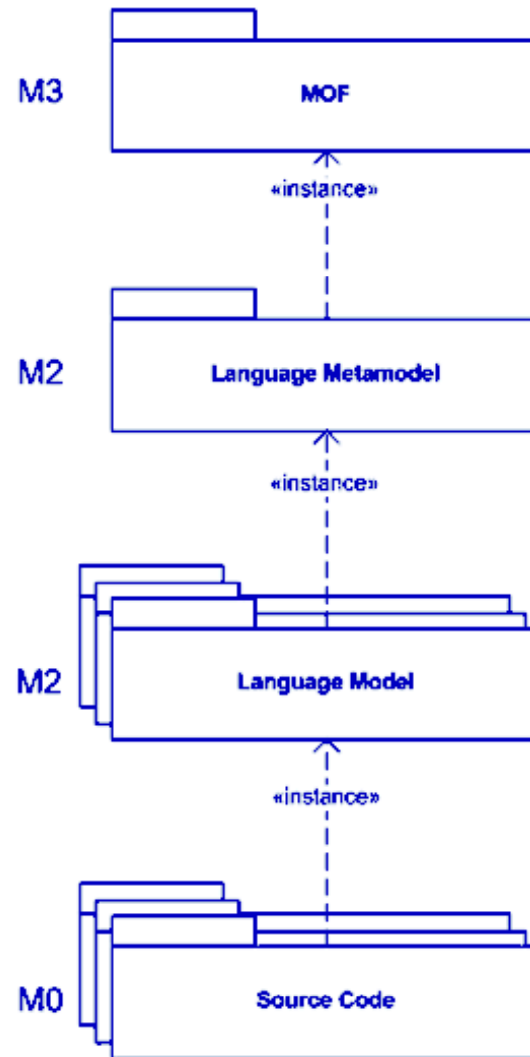 M3
MOF
«instance»
M2
Language Metamodel
«instance»
M2
Language Model
«instance»
M0
Source Code